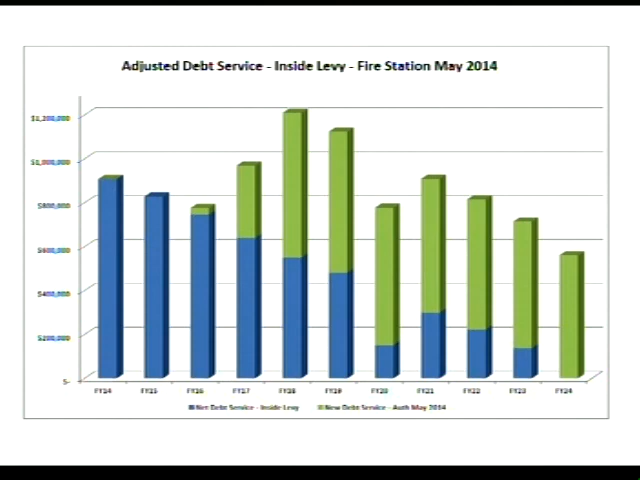 Adjusted Debt Service - Inside Levy - Fire Station May 2014
$1,200,000
$1,000,000
$800,000
$600,000
$400,000
$200,000
$-
FY14 FY15 FY16 FY17 FY18 FY19 FY20 FY21 FY22 FY23 FY24
Net Debt Service - Inside Levy New Debt Service - Auth May 2014